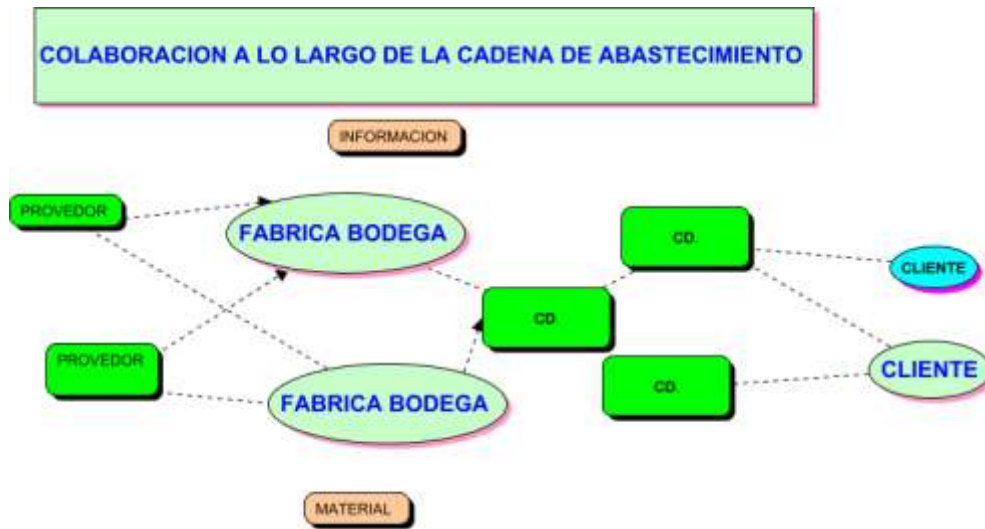 COLABORACION A LO LARGO DE LA CADENA DE ABASTECIMIENTO
INFORMACION
PROVEDOR
FABRICA BODEGA
CD.
CLIENTE
CD.
PROVEDOR
FABRICA BODEGA
CD.
CLIENTE
MATERIAL